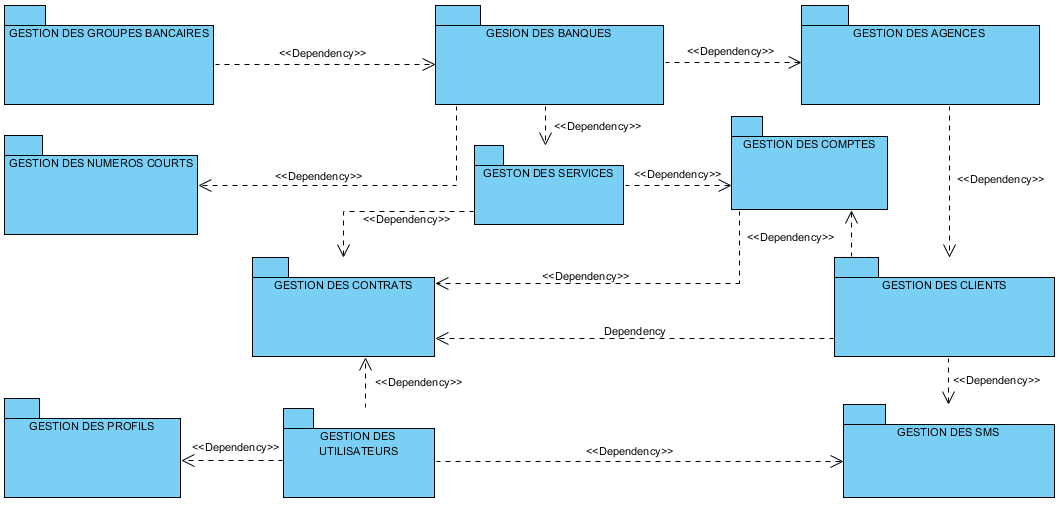 GESTION DES GROUPES BANCAIRES
<<Dependency>>
GESION DES BANQUES
<<Dependency>>
GESTION DES AGENCES
<<Dependency>>
GESTION DES NUMEROS COURTS
<<Dependency>>
GESTON DES SERVICES
<<Dependency>>
GESTION DES COMPTES
<<Dependency>>
<<Dependency>>
<<Dependency>>
<<Dependency>>
GESTION DES CONTRATS
GESTION DES CLIENTS
Dependency
<<Dependency>>
<<Dependency>>
GESTION DES PROFILS
<<Dependency>>
GESTION DES
UTILISATEURS
<<Dependency>>
GESTION DES SMS